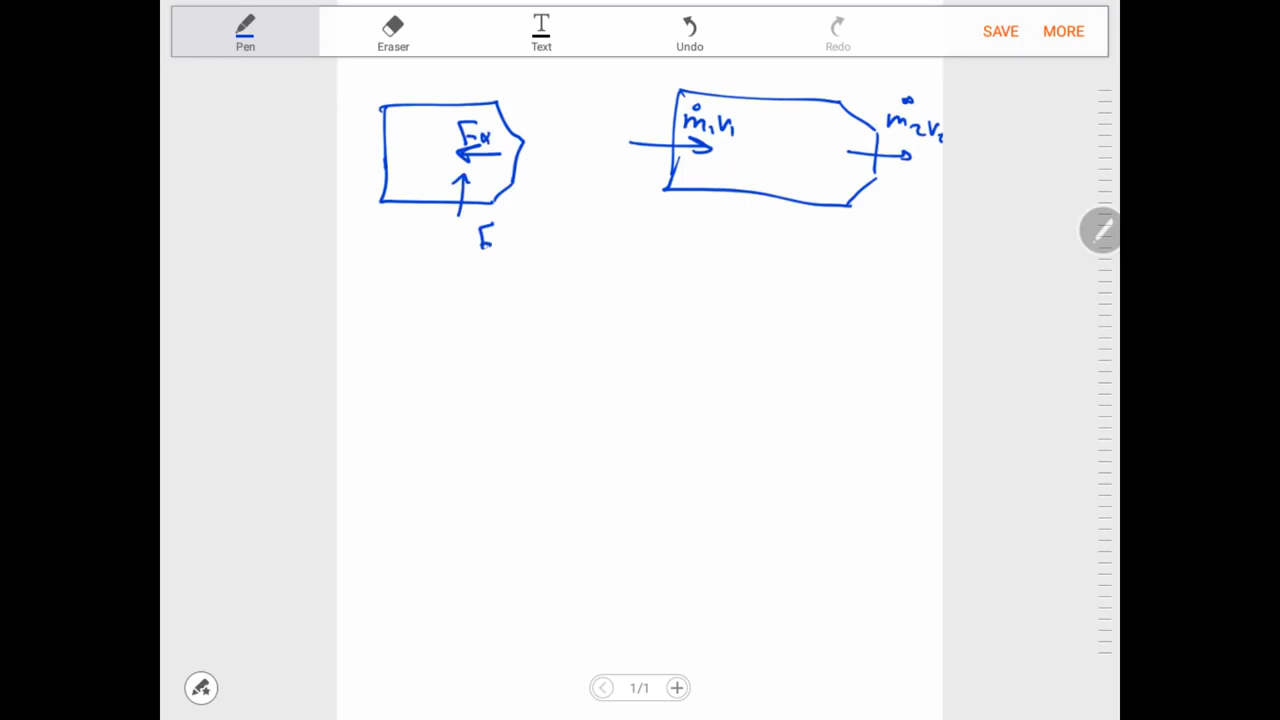 Pen
Eraser
Text
Undo
Redo
SAVE
MORE
Fx
ṁ₁v₁
ṁ₂v₂
F
1/1